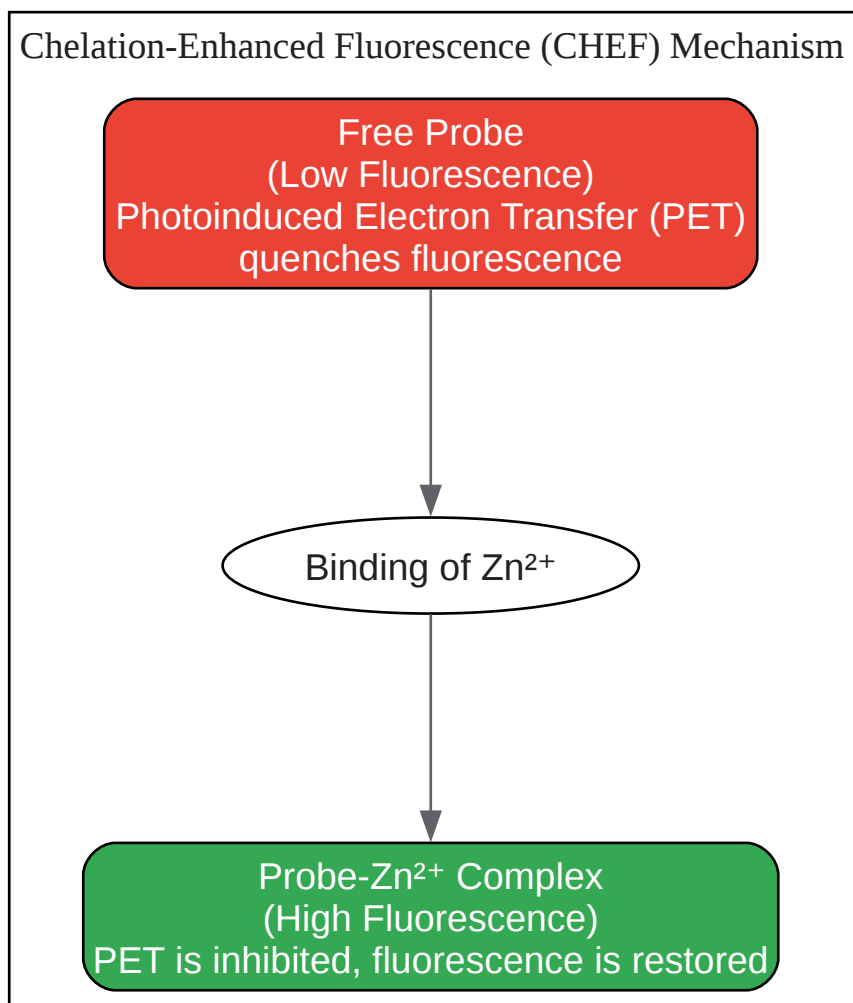 Chelation-Enhanced Fluorescence (CHEF) Mechanism
Free Probe
(Low Fluorescence)
Photoinduced Electron Transfer (PET)
quenches fluorescence
Binding of Zn²⁺
Probe-Zn²⁺ Complex
(High Fluorescence)
PET is inhibited, fluorescence is restored